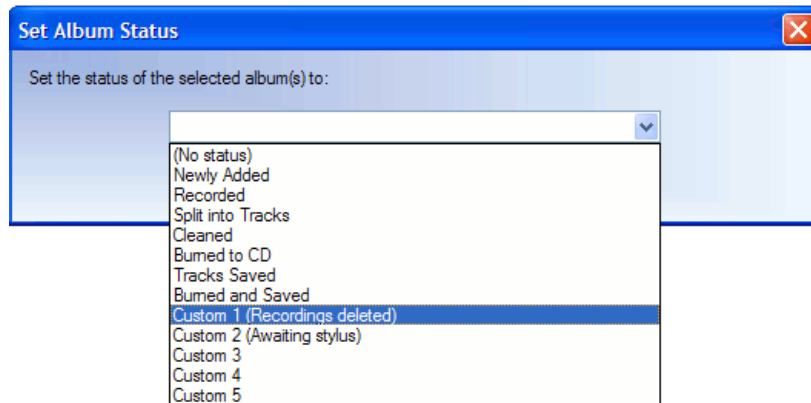 Set Album Status
Set the status of the selected album(s) to:
(No status)
Newly Added
Recorded
Split into Tracks
Cleaned
Burned to CD
Tracks Saved
Burned and Saved
Custom 1 (Recordings deleted)
Custom 2 (Awaiting stylus)
Custom 3
Custom 4
Custom 5